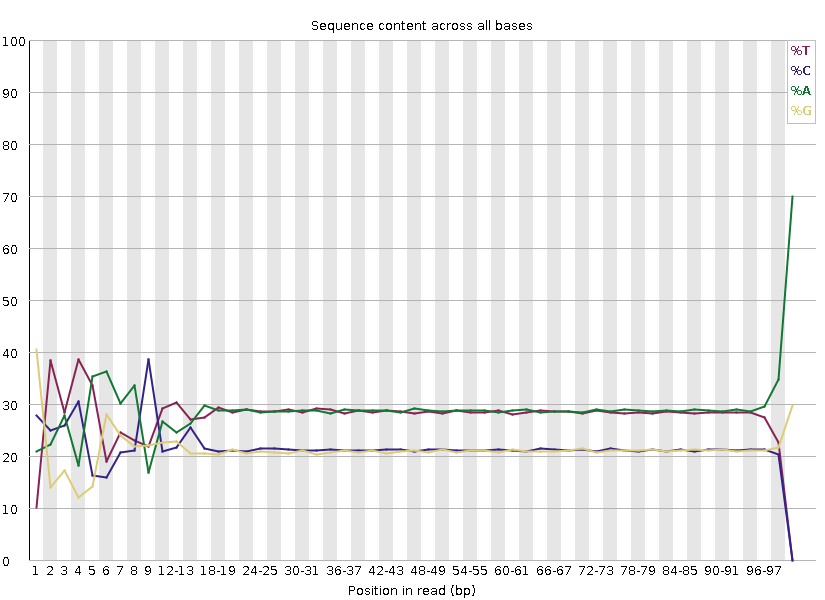 Sequence content across all bases
100
90
80
70
60
50
40
30
20
10
0
%T
%C
%A
%G
1 2 3 4 5 6 7 8 9 12-13 18-19 24-25 30-31 36-37 42-43 48-49 54-55 60-61 66-67 72-73 78-79 84-85 90-91 96-97
Position in read (bp)